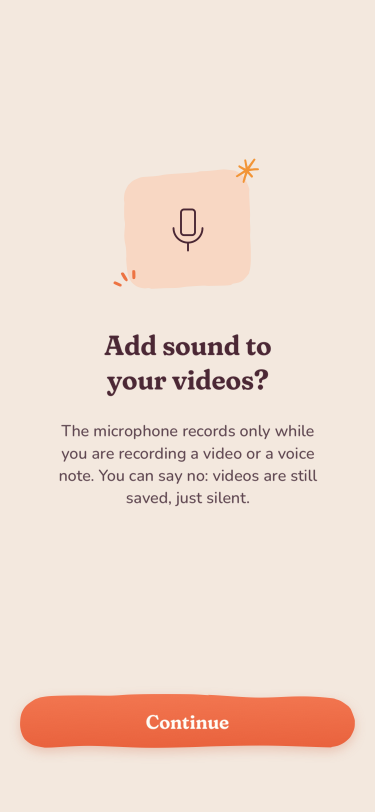 Add sound to
your videos?
The microphone records only while
you are recording a video or a voice
note. You can say no: videos are still
saved, just silent.
Continue